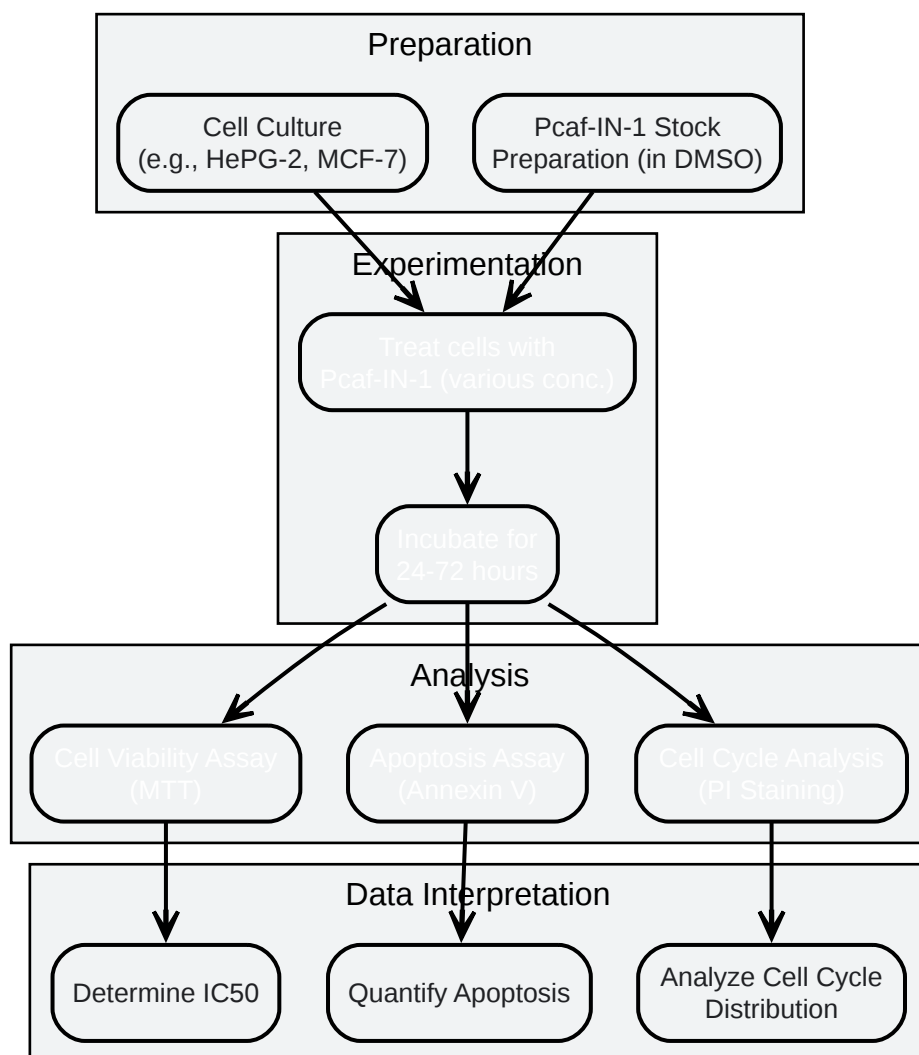 Preparation
Cell Culture
(e.g., HePG-2, MCF-7)
Pcaf-IN-1 Stock
Preparation (in DMSO)
Experimentation
Treat cells with
Pcaf-IN-1 (various conc.)
Incubate for
24-72 hours
Analysis
Cell Viability Assay
(MTT)
Apoptosis Assay
(Annexin V)
Cell Cycle Analysis
(PI Staining)
Data Interpretation
Determine IC50
Quantify Apoptosis
Analyze Cell Cycle
Distribution